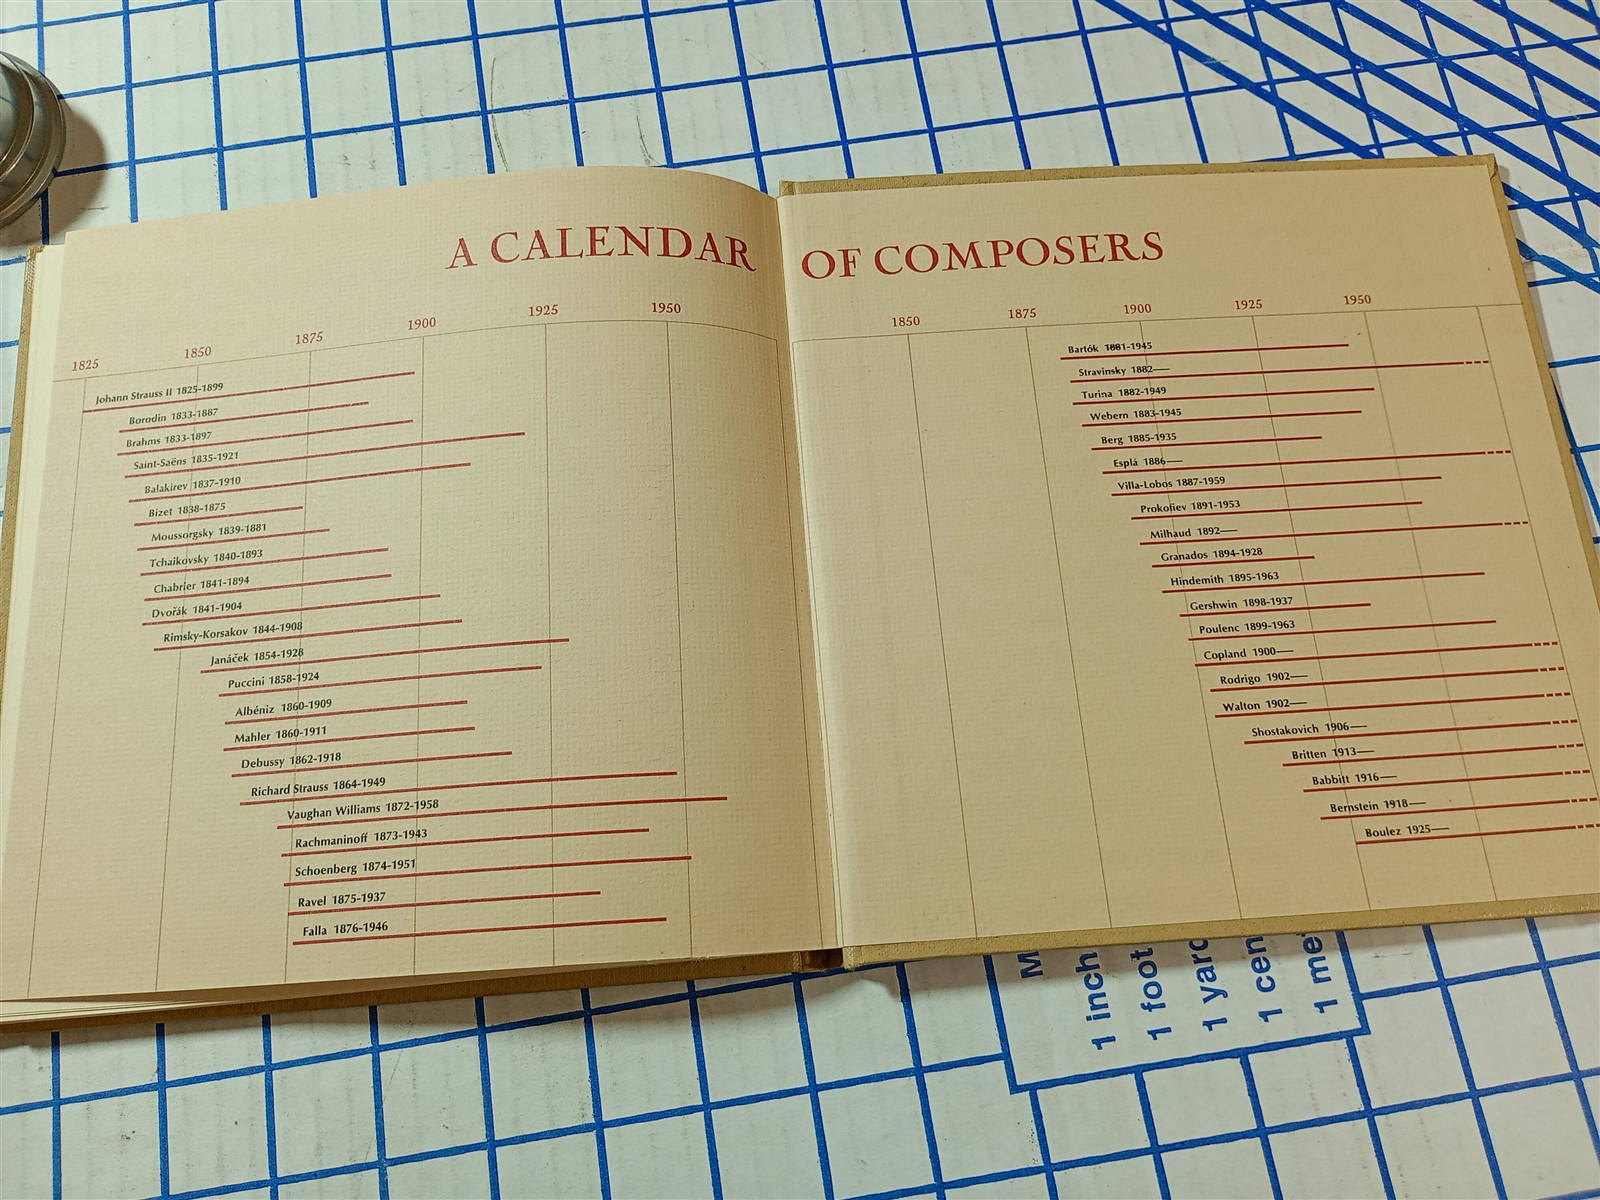 A CALENDAR OF COMPOSERS
1825 1850 1875 1900 1925 1950
Johann Strauss II 1825-1899
Borodin 1833-1887
Brahms 1833-1897
Saint-Saëns 1835-1921
Balakirev 1837-1910
Bizet 1838-1875
Moussorgsky 1839-1881
Tchaikovsky 1840-1893
Chabrier 1841-1894
Dvořák 1841-1904
Rimsky-Korsakov 1844-1908
Janáček 1854-1928
Puccini 1858-1924
Albéniz 1860-1909
Mahler 1860-1911
Debussy 1862-1918
Richard Strauss 1864-1949
Vaughan Williams 1872-1958
Rachmaninoff 1873-1943
Schoenberg 1874-1951
Ravel 1875-1937
Falla 1876-1946
1850 1875 1900 1925 1950
Bartók 1881-1945
Stravinsky 1882—
Turina 1882-1949
Webern 1883-1945
Berg 1885-1935
Esplá 1886—
Villa-Lobos 1887-1959
Prokofiev 1891-1953
Milhaud 1892—
Granados 1894-1928
Hindemith 1895-1963
Gershwin 1898-1937
Poulenc 1899-1963
Copland 1900—
Rodrigo 1902—
Walton 1902—
Shostakovich 1906—
Britten 1913—
Babbitt 1916—
Bernstein 1918—
Boulez 1925—
1 inch
1 foot
1 yard
1 cen
1 me